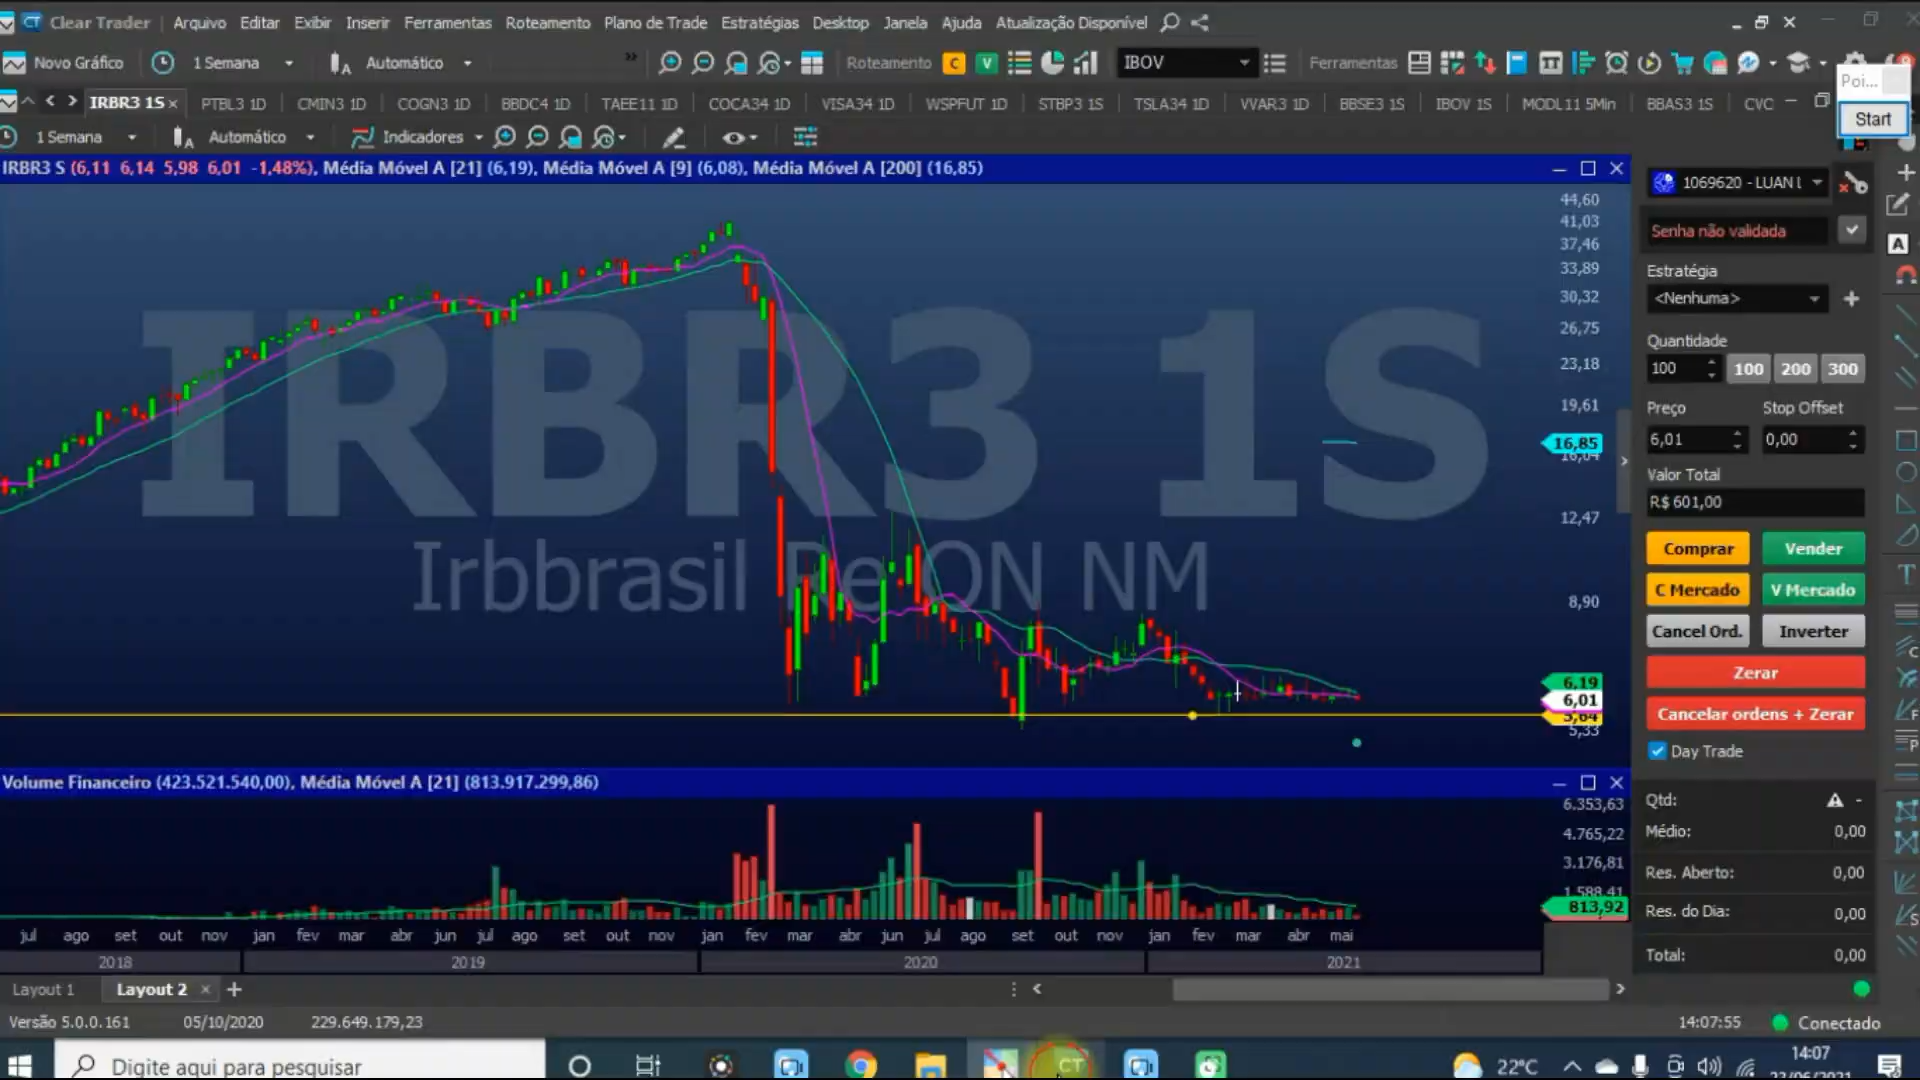 Clear Trader Arquivo Editar Exibir Inserir Ferramentas Roteamento Plano de Trade Estratégias Desktop Janela Ajuda Atualização Disponível
Novo Gráfico 1 Semana Automático » Roteamento C V IBOV Ferramentas
Poi...
Start
IRBR3 1S PTBL3 1D CMIN3 1D COGN3 1D BBDC4 1D TAEE11 1D COCA34 1D VISA34 1D WSPFUT 1D STBP3 1S TSLA34 1D VVAR3 1D BBSE3 1S IBOV 1S MODL11 5Min BBAS3 1S CVC
1 Semana Automático Indicadores
IRBR3 S (6,11 6,14 5,98 6,01 -1,48%), Média Móvel A [21] (6,19), Média Móvel A [9] (6,08), Média Móvel A [200] (16,85)
IRBR3 1S
Irbbrasil Re ON NM
44,60
41,03
37,46
33,89
30,32
26,75
23,18
19,61
16,85
16,04
12,47
8,90
6,19
6,01
5,64
5,33
1069620 - LUAN
Senha não validada
Estratégia
<Nenhuma>
Quantidade
100 100 200 300
Preço Stop Offset
6,01 0,00
Valor Total
R$ 601,00
Comprar Vender
C Mercado V Mercado
Cancel Ord. Inverter
Zerar
Cancelar ordens + Zerar
Day Trade
Qtd: -
Médio: 0,00
Res. Aberto: 0,00
Res. do Dia: 0,00
Total: 0,00
Volume Financeiro (423.521.540,00), Média Móvel A [21] (813.917.299,86)
6.353,63
4.765,22
3.176,81
1.588,41
813,92
jul ago set out nov jan fev mar abr jun jul ago set out nov jan fev mar abr jun jul ago set out nov jan fev mar abr mai
2018 2019 2020 2021
Layout 1 Layout 2
Versão 5.0.0.161 05/10/2020 229.649.179,23 14:07:55 Conectado
Digite aqui para pesquisar CT 22°C 14:07